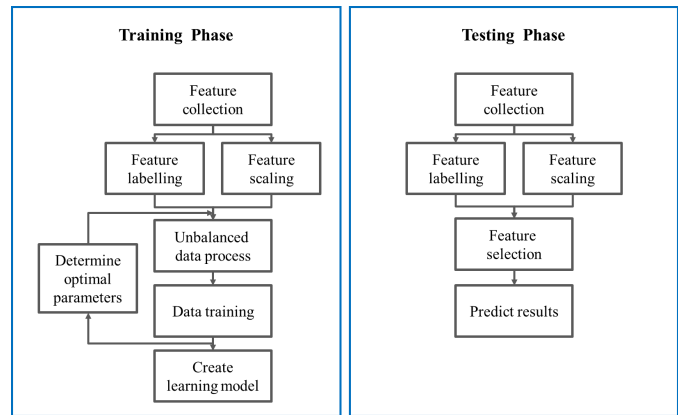 Training Phase
Feature
collection
Feature
labelling
Feature
scaling
Unbalanced
data process
Determine
optimal
parameters
Data training
Create
learning model
Testing Phase
Feature
collection
Feature
labelling
Feature
scaling
Feature
selection
Predict results